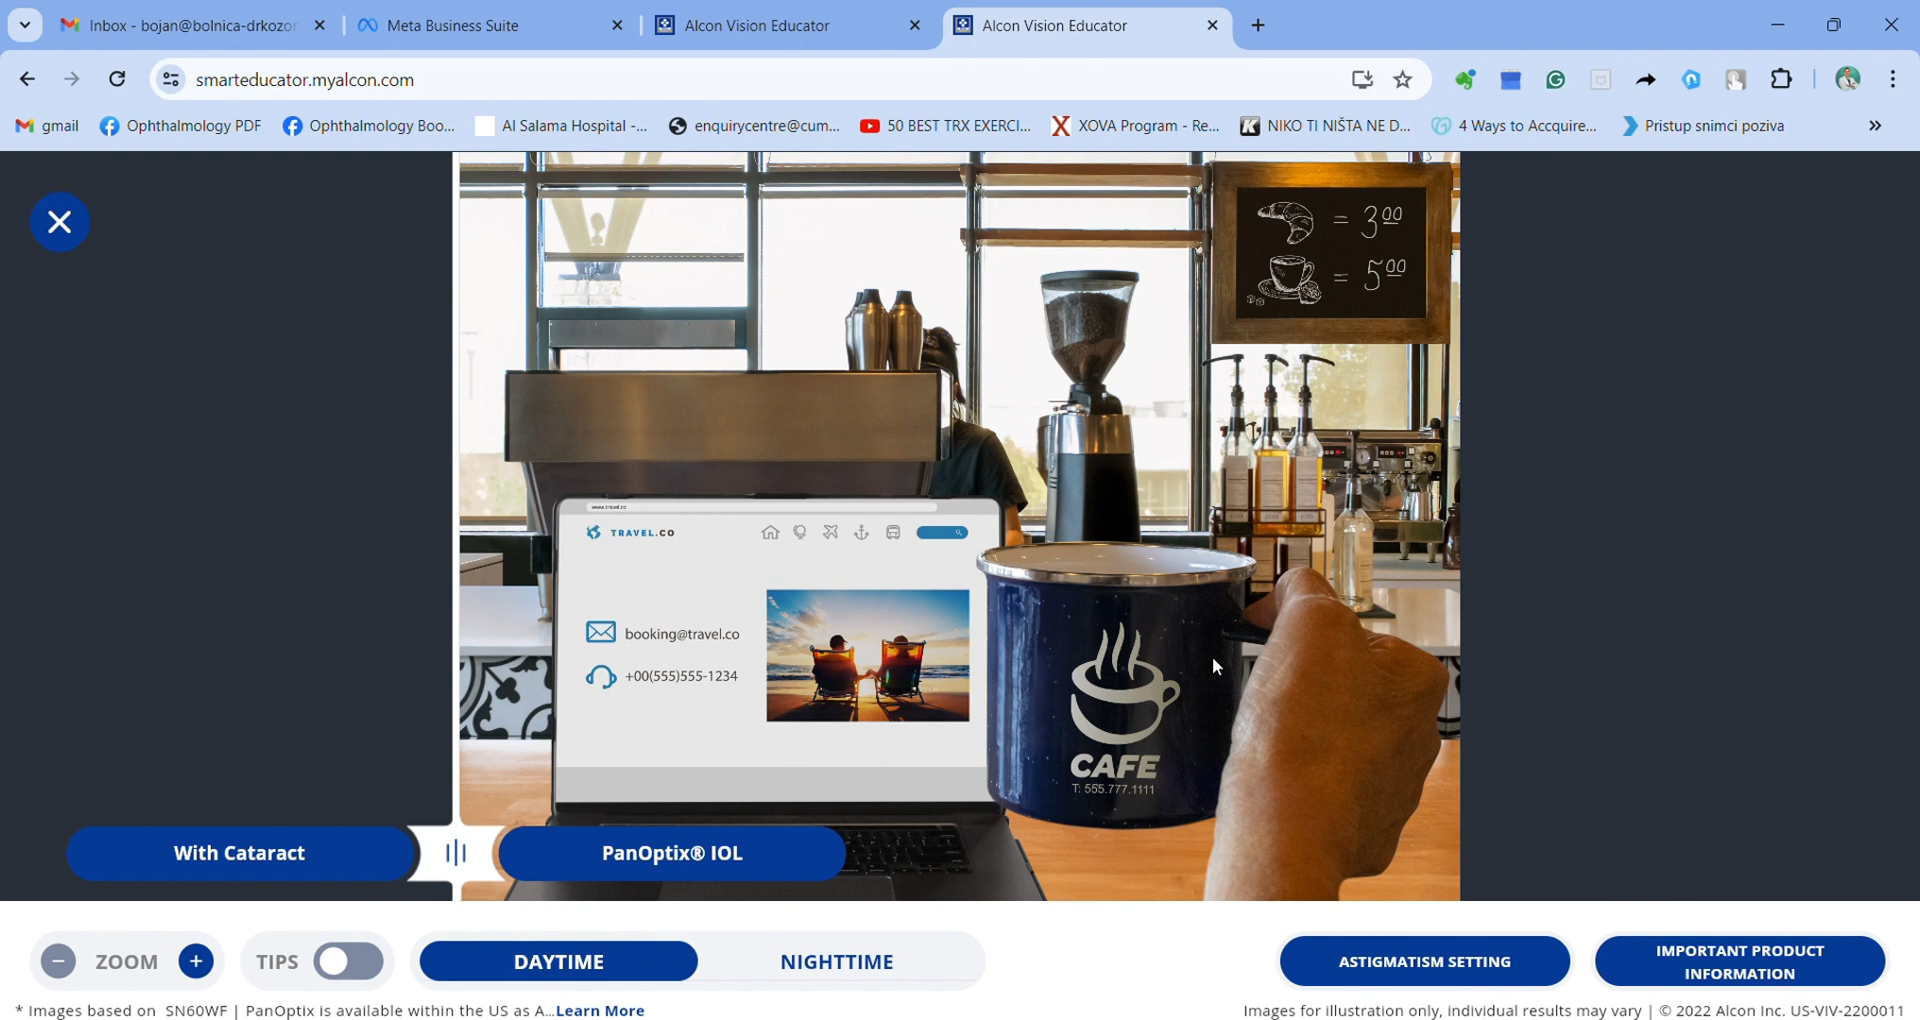 Inbox - bojan@bolnica-drkozor
Meta Business Suite
Alcon Vision Educator
Alcon Vision Educator
smarteducator.myalcon.com
gmail
Ophthalmology PDF
Ophthalmology Boo...
Al Salama Hospital -...
enquirycentre@cum...
50 BEST TRX EXERCI...
XOVA Program - Re...
NIKO TI NIŠTA NE D...
4 Ways to Accquire...
Pristup snimci poziva
= 3⁰⁰
= 5⁰⁰
www.travel.co
TRAVEL.CO
booking@travel.co
+00(555)555-1234
CAFE
T: 555.777.1111
With Cataract
PanOptix® IOL
ZOOM
TIPS
DAYTIME
NIGHTTIME
ASTIGMATISM SETTING
IMPORTANT PRODUCT
INFORMATION
* Images based on SN60WF | PanOptix is available within the US as A...Learn More
Images for illustration only, individual results may vary | © 2022 Alcon Inc. US-VIV-2200011